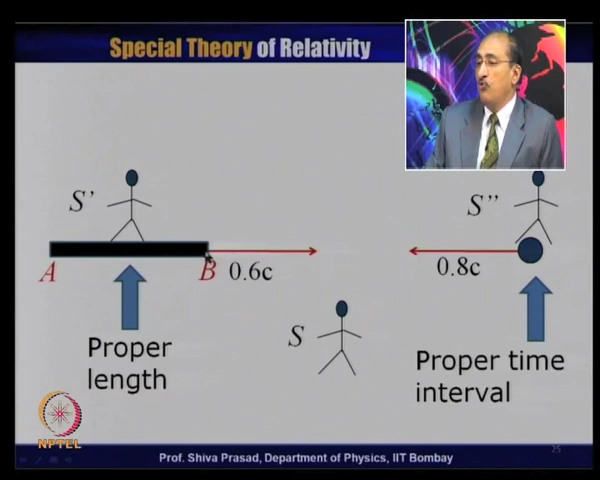 Special Theory of Relativity
S'
S"
A
B
0.6c
0.8c
S
Proper
length
Proper time
interval
NPTEL
25
Prof. Shiva Prasad, Department of Physics, IIT Bombay